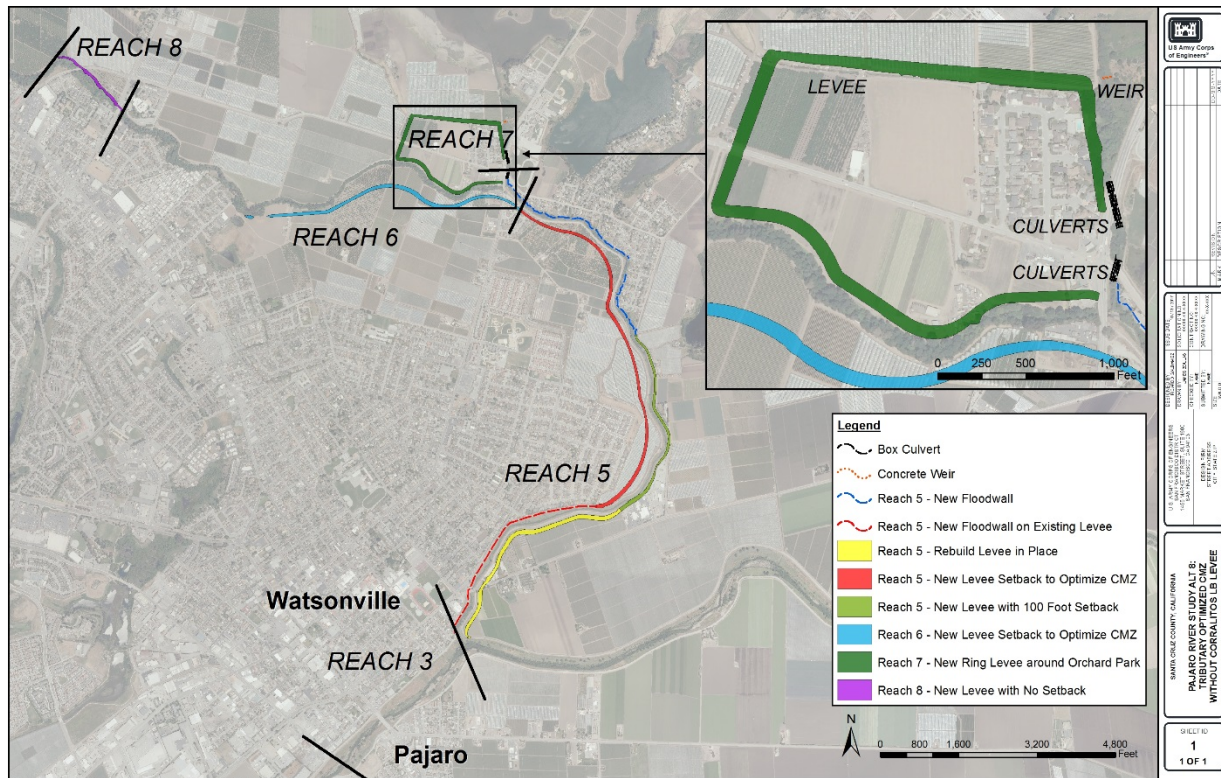 REACH 8
REACH 7
REACH 6
REACH 5
Watsonville
REACH 3
Pajaro
LEVEE
WEIR
CULVERTS
CULVERTS
0 250 500 1,000
Feet
Legend
Box Culvert
Concrete Weir
Reach 5 - New Floodwall
Reach 5 - New Floodwall on Existing Levee
Reach 5 - Rebuild Levee in Place
Reach 5 - New Levee Setback to Optimize CMZ
Reach 5 - New Levee with 100 Foot Setback
Reach 6 - New Levee Setback to Optimize CMZ
Reach 7 - New Ring Levee around Orchard Park
Reach 8 - New Levee with No Setback
N
0 800 1,600 3,200 4,800
Feet
US Army Corps
of Engineers®
SANTA CRUZ COUNTY, CALIFORNIA
PAJARO RIVER STUDY ALT 8:
TRIBUTARY OPTIMIZED CMZ
WITHOUT CORRALITOS LB LEVEE
SHEET ID
1
1 OF 1